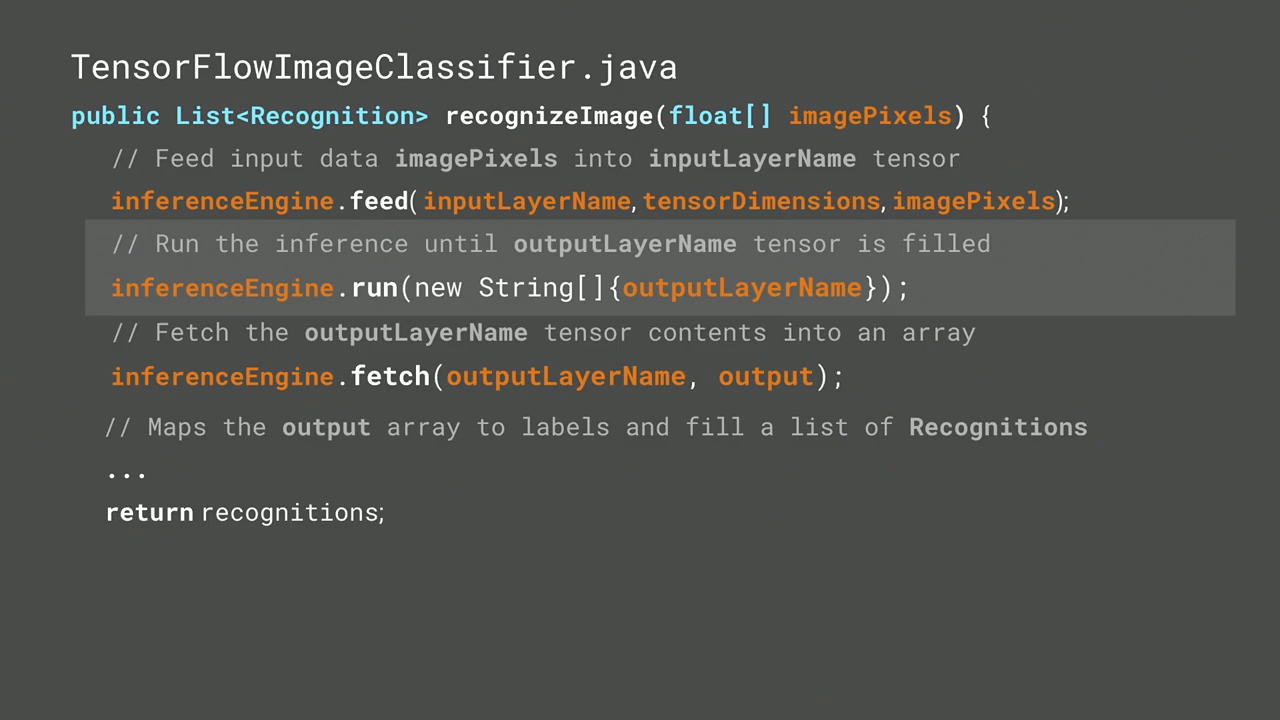 TensorFlowImageClassifier.java
public List<Recognition> recognizeImage(float[] imagePixels) {
// Feed input data imagePixels into inputLayerName tensor
inferenceEngine.feed(inputLayerName,tensorDimensions,imagePixels);
// Run the inference until outputLayerName tensor is filled
inferenceEngine.run(new String[]{outputLayerName});
// Fetch the outputLayerName tensor contents into an array
inferenceEngine.fetch(outputLayerName, output);
// Maps the output array to labels and fill a list of Recognitions
...
return recognitions;